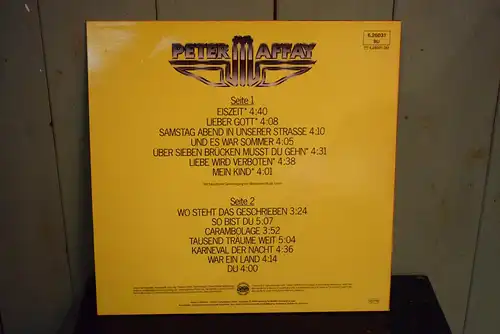 PETER MAFFAY
6.26037
Seite 1
EISZEIT* 4:40
LIEBER GOTT* 4:08
SAMSTAG ABEND IN UNSERER STRASSE 4:10
UND ES WAR SOMMER 4:05
ÜBER SIEBEN BRÜCKEN MUSST DU GEHN* 4:31
LIEBE WIRD VERBOTEN* 4:38
MEIN KIND* 4:01
Seite 2
WO STEHT DAS GESCHRIEBEN 3:24
SO BIST DU 5:07
CARAMBOLAGE 3:52
TAUSEND TRÄUME WEIT 5:04
KARNEVAL DER NACHT 4:36
WAR EIN LAND 4:14
DU 4:00